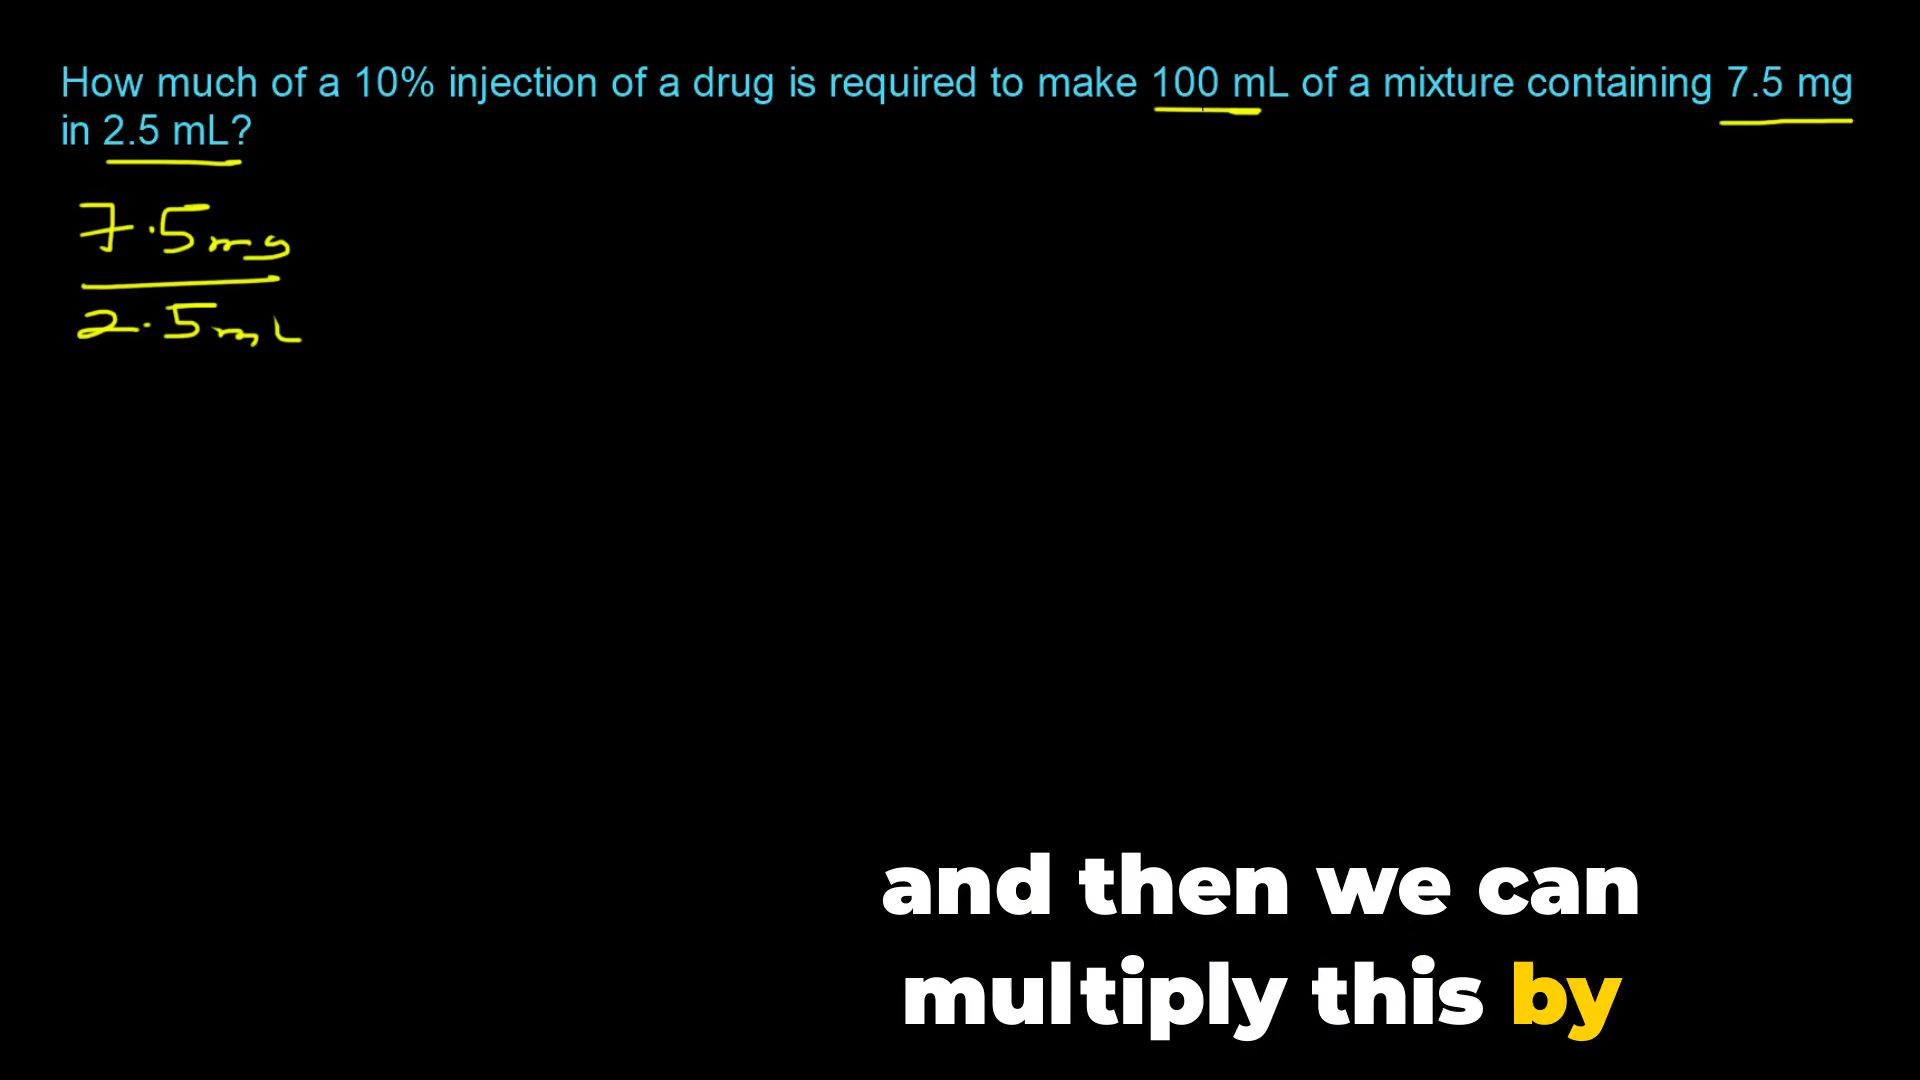 How much of a 10% injection of a drug is required to make 100 mL of a mixture containing 7.5 mg
in 2.5 mL?
7.5mg
2.5mL
and then we can
multiply this by